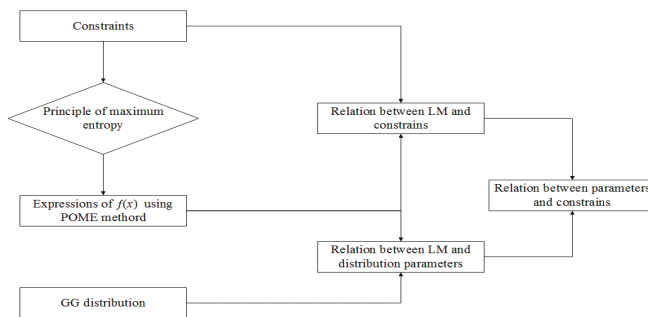 Constraints
Principle of maximum
entropy
Relation between LM and
constrains
Expressions of f(x) using
POME methord
Relation between parameters
and constrains
Relation between LM and
distribution parameters
GG distribution